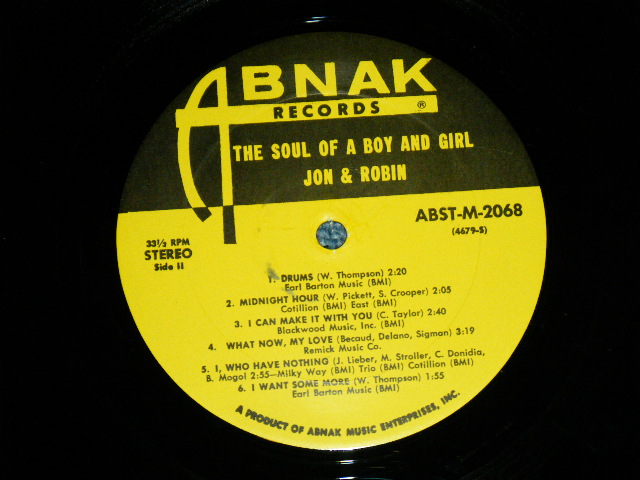 ABNAK
RECORDS ®
THE SOUL OF A BOY AND GIRL
JON & ROBIN
33⅓ RPM
STEREO
Side II
ABST-M-2068
(4679-S)
1. DRUMS (W. Thompson) 2:20
Earl Barton Music (BMI)
2. MIDNIGHT HOUR (W. Pickett, S. Crooper) 2:05
Cotillion (BMI) East (BMI)
3. I CAN MAKE IT WITH YOU (C. Taylor) 2:40
Blackwood Music, Inc. (BMI)
4. WHAT NOW, MY LOVE (Becaud, Delano, Sigman) 3:19
Remick Music Co.
5. I, WHO HAVE NOTHING (J. Lieber, M. Stroller, C. Donidia,
B. Mogol 2:55—Milky Way (BMI) Trio (BMI) Cotillion (BMI)
6. I WANT SOME MORE (W. Thompson) 1:55
Earl Barton Music (BMI)
A PRODUCT OF ABNAK MUSIC ENTERPRISES, INC.